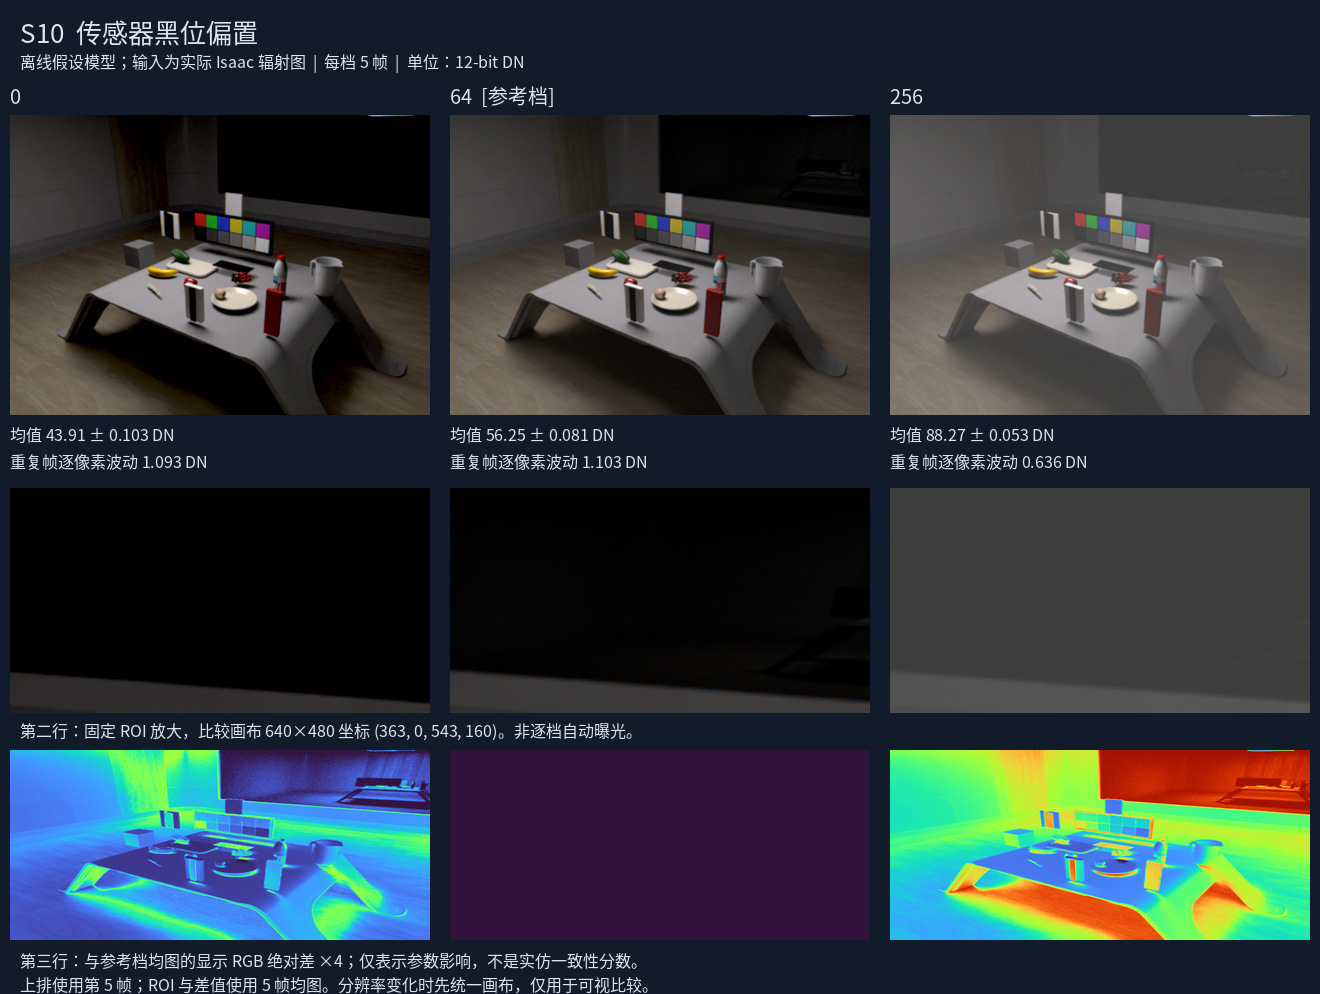 S10 传感器黑位偏置
离线假设模型；输入为实际 Isaac 辐射图 | 每档 5 帧 | 单位：12-bit DN
0
64 [参考档]
256
均值 43.91 ± 0.103 DN
重复帧逐像素波动 1.093 DN
均值 56.25 ± 0.081 DN
重复帧逐像素波动 1.103 DN
均值 88.27 ± 0.053 DN
重复帧逐像素波动 0.636 DN
第二行：固定 ROI 放大，比较画布 640×480 坐标 (363, 0, 543, 160)。非逐档自动曝光。
第三行：与参考档均图的显示 RGB 绝对差 ×4；仅表示参数影响，不是实仿一致性分数。
上排使用第 5 帧；ROI 与差值使用 5 帧均图。分辨率变化时先统一画布，仅用于可视比较。